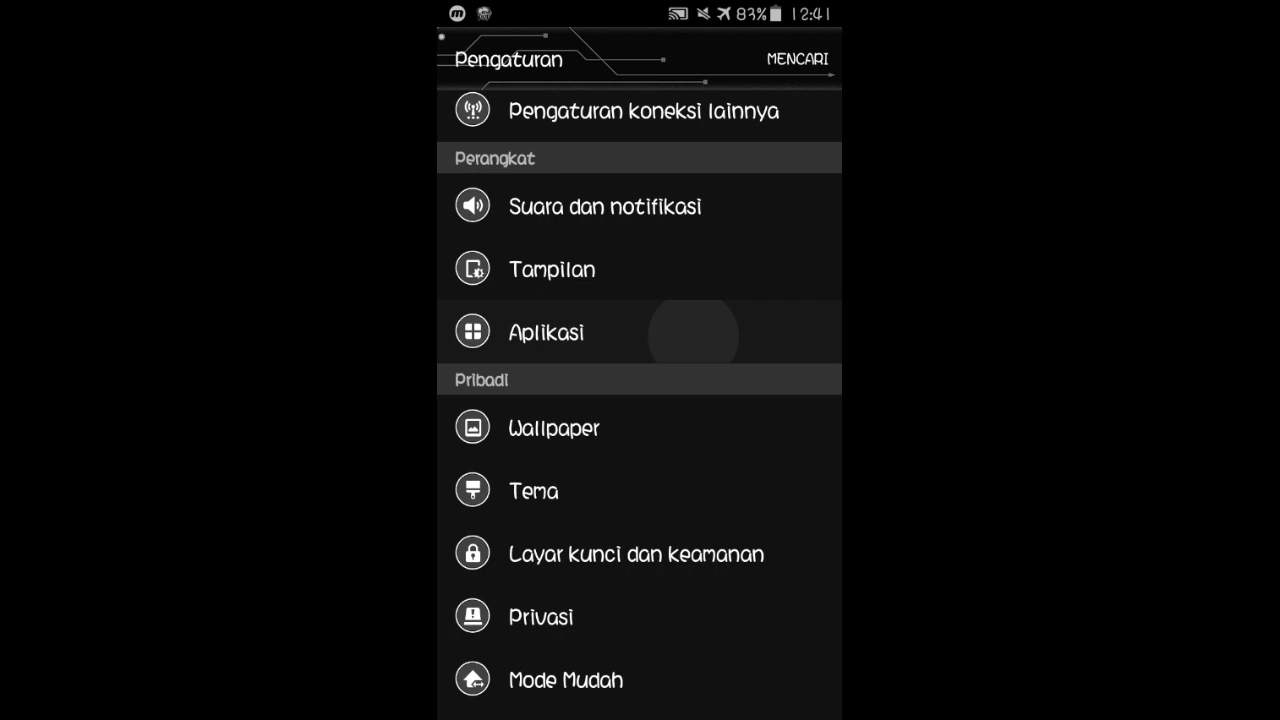 83% 12:41
Pengaturan MENCARI
Pengaturan koneksi lainnya
Perangkat
Suara dan notifikasi
Tampilan
Aplikasi
Pribadi
Wallpaper
Tema
Layar kunci dan keamanan
Privasi
Mode Mudah